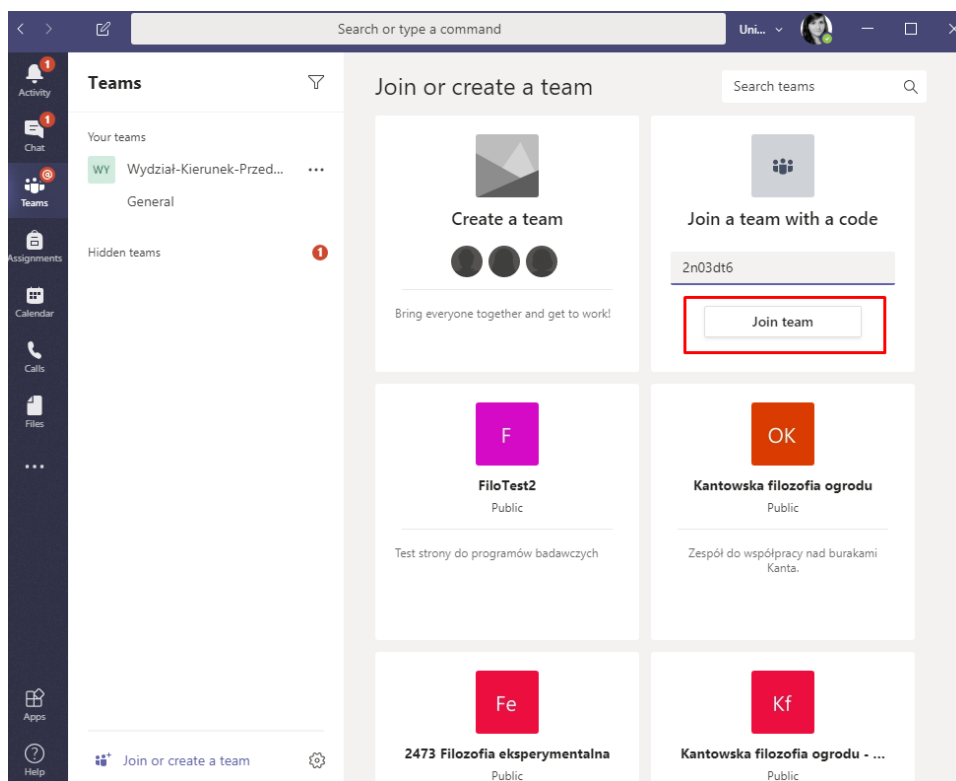 Search or type a command
Uni...
1
Activity
1
Chat
@
Teams
Assignments
Calendar
Calls
Files
Apps
Help
Teams
Your teams
WY Wydział-Kierunek-Przed... ...
General
Hidden teams 1
Join or create a team
Join or create a team
Search teams
Create a team
Bring everyone together and get to work!
Join a team with a code
2n03dt6
Join team
F
FiloTest2
Public
Test strony do programów badawczych
OK
Kantowska filozofia ogrodu
Public
Zespół do współpracy nad burakami
Kanta.
Fe
2473 Filozofia eksperymentalna
Public
Kf
Kantowska filozofia ogrodu - ...
Public